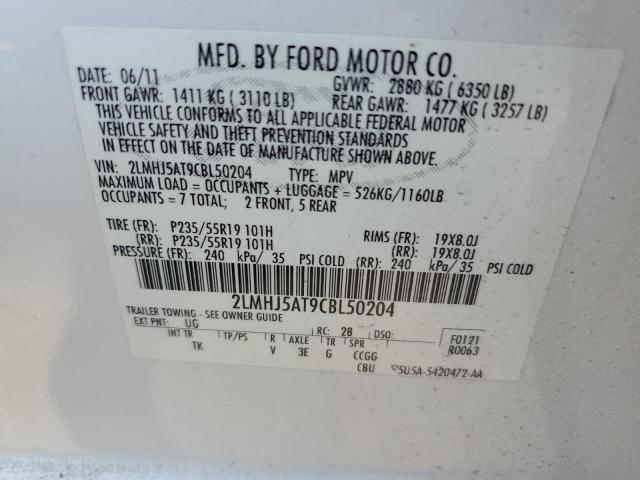 MFD. BY FORD MOTOR CO.
DATE: 06/11 GVWR: 2880 KG ( 6350 LB)
FRONT GAWR: 1411 KG ( 3110 LB) REAR GAWR: 1477 KG ( 3257 LB)
THIS VEHICLE CONFORMS TO ALL APPLICABLE FEDERAL MOTOR
VEHICLE SAFETY AND THEFT PREVENTION STANDARDS
IN EFFECT ON THE DATE OF MANUFACTURE SHOWN ABOVE.
VIN: 2LMHJ5AT9CBL50204 TYPE: MPV
MAXIMUM LOAD = OCCUPANTS + LUGGAGE = 526KG/1160LB
OCCUPANTS = 7 TOTAL; 2 FRONT, 5 REAR
TIRE (FR): P235/55R19 101H RIMS (FR): 19X8.0J
(RR): P235/55R19 101H (RR): 19X8.0J
PRESSURE (FR): 240 kPa/ 35 PSI COLD (RR): 240 kPa/ 35 PSI COLD
2LMHJ5AT9CBL50204
TRAILER TOWING - SEE OWNER GUIDE
EXT PNT: UG RC: 28 DSO: F0121
INT TR TP/PS R AXLE TR SPR R0063
TK V 3E G CCGG
CBU 5U5A-5420472-AA